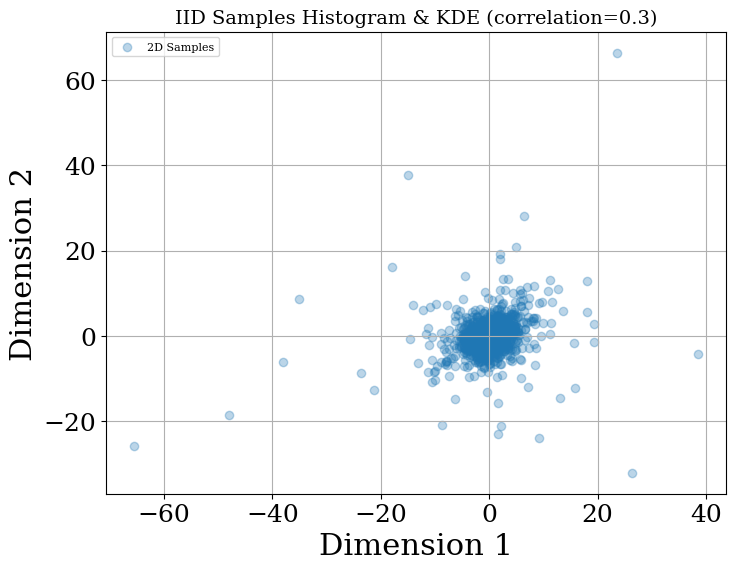 IID Samples Histogram & KDE (correlation=0.3)
2D Samples
Dimension 2
60
40
20
0
−20
−60
−40
−20
0
20
40
Dimension 1